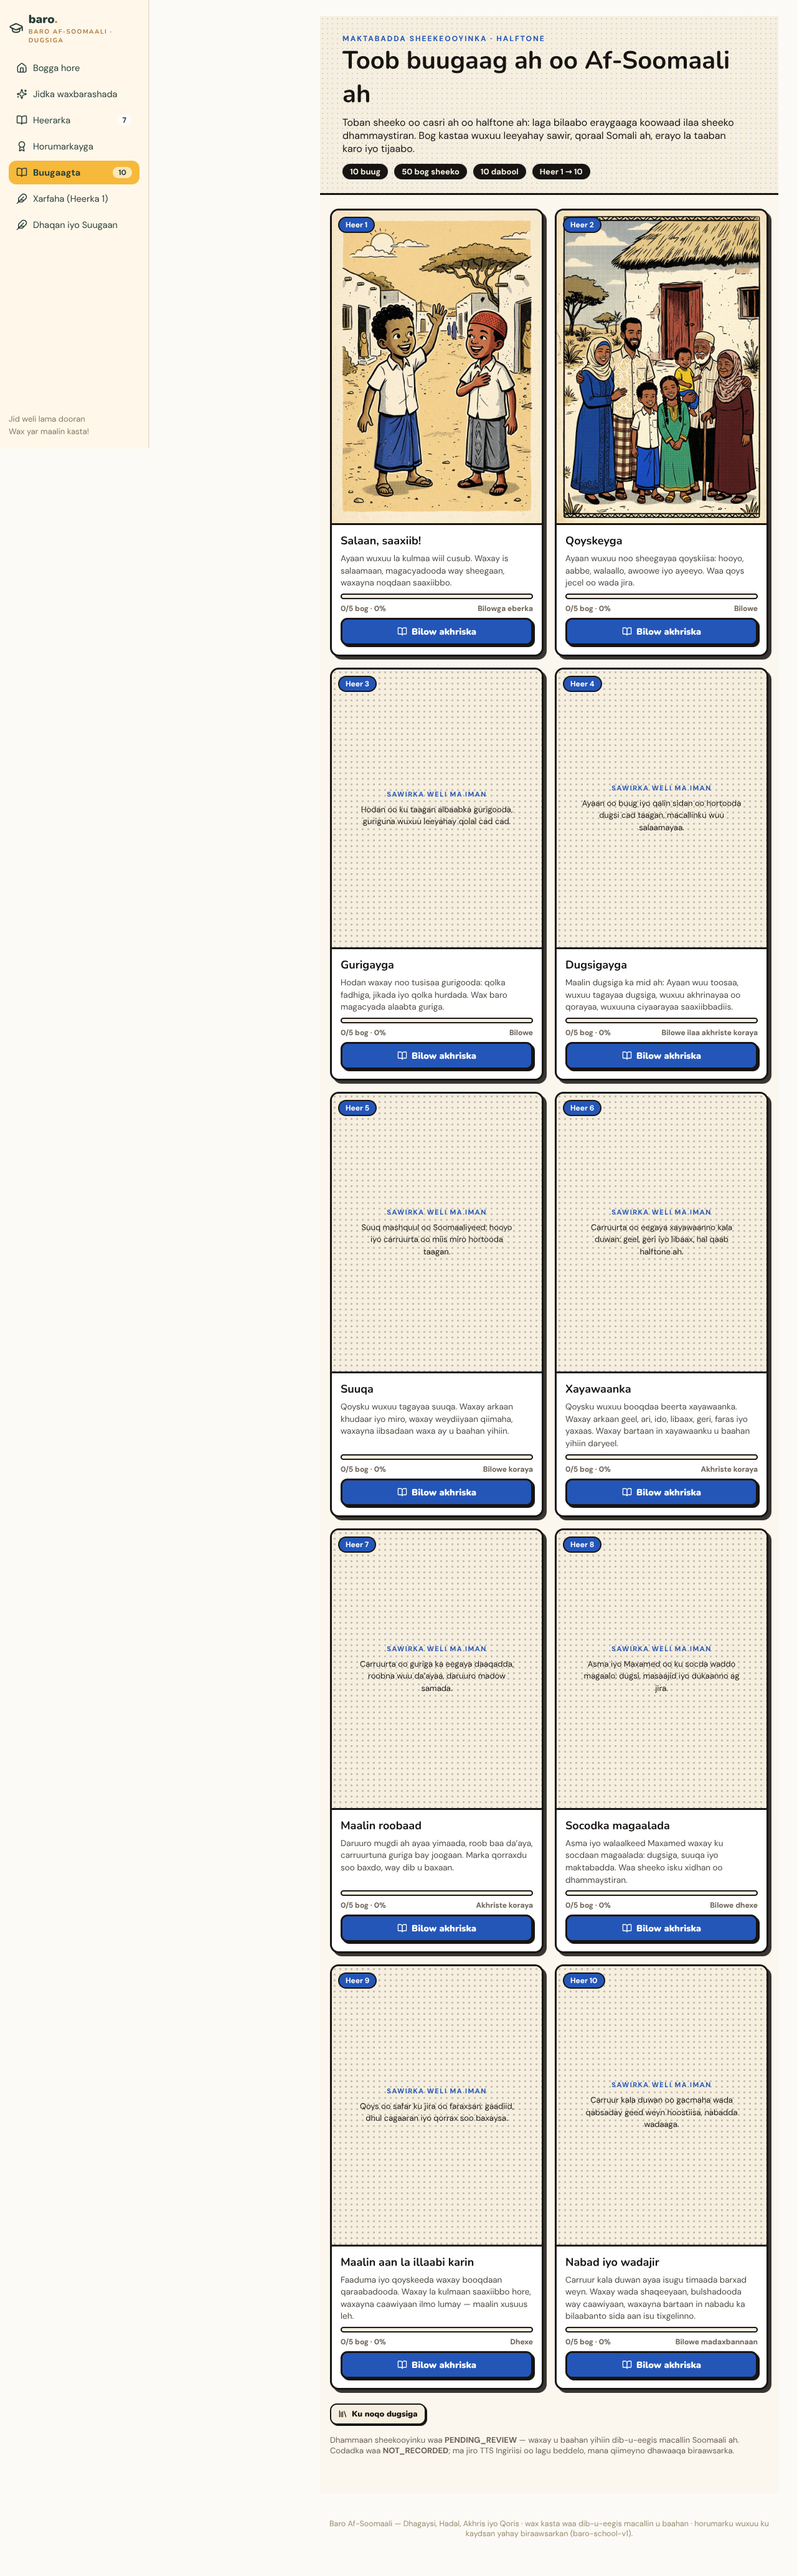 baro.
BARO AF-SOOMAALI ·
DUGSIGA
Bogga hore
Jidka waxbarashada
Heerarka 7
Horumarkayga
Buugaagta 10
Xarfaha (Heerka 1)
Dhaqan iyo Suugaan
Jid weli lama dooran
Wax yar maalin kasta!
MAKTABADDA SHEEKOOYINKA · HALFTONE
Toob buugaag ah oo Af-Soomaali
ah
Toban sheeko oo casri ah oo halftone ah: laga bilaabo eraygaaga koowaad ilaa sheeko
dhammaystiran. Bog kastaa wuxuu leeyahay sawir, qoraal Somali ah, erayo la taaban
karo iyo tijaabo.
10 buug 50 bog sheeko 10 dabool Heer 1 → 10
Heer 1
Salaan, saaxiib!
Ayaan wuxuu la kulmaa wiil cusub. Waxay is
salaamaan, magacyadooda way sheegaan,
waxayna noqdaan saaxiibbo.
0/5 bog · 0% Bilowga eberka
Bilow akhriska
Heer 2
Qoyskeyga
Ayaan wuxuu noo sheegayaa qoyskiisa: hooyo,
aabbe, walaallo, awoowe iyo ayeeyo. Waa qoys
jecel oo wada jira.
0/5 bog · 0% Bilowe
Bilow akhriska
Heer 3
SAWIRKA WELI MA IMAN
Hodan oo ku taagan albaabka gurigooda,
guriguna wuxuu leeyahay qolal cad cad.
Gurigayga
Hodan waxay noo tusisaa gurigooda: qolka
fadhiga, jikada iyo qolka hurdada. Wax baro
magacyada alaabta guriga.
0/5 bog · 0% Bilowe
Bilow akhriska
Heer 4
SAWIRKA WELI MA IMAN
Ayaan oo buug iyo qalin sidan oo hortooda
dugsi cad taagan, macallinku wuu
salaamayaa.
Dugsigayga
Maalin dugsiga ka mid ah: Ayaan wuu toosaa,
wuxuu tagayaa dugsiga, wuxuu akhrinayaa oo
qorayaa, wuxuuna ciyaarayaa saaxiibbadiis.
0/5 bog · 0% Bilowe ilaa akhriste koraya
Bilow akhriska
Heer 5
SAWIRKA WELI MA IMAN
Suuq mashquul oo Soomaaliyeed; hooyo
iyo carruurta oo miis miro hortooda
taagan.
Suuqa
Qoysku wuxuu tagayaa suuqa. Waxay arkaan
khudaar iyo miro, waxay weydiiyaan qiimaha,
waxayna iibsadaan waxa ay u baahan yihiin.
0/5 bog · 0% Bilowe koraya
Bilow akhriska
Heer 6
SAWIRKA WELI MA IMAN
Carruurta oo eegaya xayawaanno kala
duwan: geel, geri iyo libaax, hal qaab
halftone ah.
Xayawaanka
Qoysku wuxuu booqdaa beerta xayawaanka.
Waxay arkaan geel, ari, ido, libaax, geri, faras iyo
yaxaas. Waxay bartaan in xayawaanku u baahan
yihiin daryeel.
0/5 bog · 0% Akhriste koraya
Bilow akhriska
Heer 7
SAWIRKA WELI MA IMAN
Carruurta oo guriga ka eegaya daaqadda,
roobna wuu da'ayaa, daruuro madow
samada.
Maalin roobaad
Daruuro mugdi ah ayaa yimaada, roob baa da'aya,
carruurtuna guriga bay joogaan. Marka qorraxdu
soo baxdo, way dib u baxaan.
0/5 bog · 0% Akhriste koraya
Bilow akhriska
Heer 8
SAWIRKA WELI MA IMAN
Asma iyo Maxamed oo ku socda waddo
magaalo: dugsi, masaajid iyo dukaanno ag
jira.
Socodka magaalada
Asma iyo walaalkeed Maxamed waxay ku
socdaan magaalada: dugsiga, suuqa iyo
maktabadda. Waa sheeko isku xidhan oo
dhammaystiran.
0/5 bog · 0% Bilowe dhexe
Bilow akhriska
Heer 9
SAWIRKA WELI MA IMAN
Qoys oo safar ku jira oo faraxsan: gaadiid,
dhul cagaaran iyo qorrax soo baxaysa.
Maalin aan la illaabi karin
Faaduma iyo qoyskeeda waxay booqdaan
qaraabadooda. Waxay la kulmaan saaxiibbo hore,
waxayna caawiyaan ilmo lumay — maalin xusuus
leh.
0/5 bog · 0% Dhexe
Bilow akhriska
Heer 10
SAWIRKA WELI MA IMAN
Carruur kala duwan oo gacmaha wada
qabsaday geed weyn hoostiisa, nabadda
wadaaga.
Nabad iyo wadajir
Carruur kala duwan ayaa isugu timaada barxad
weyn. Waxay wada shaqeeyaan, bulshadooda
way caawiyaan, waxayna bartaan in nabadu ka
bilaabanto sida aan isu tixgelinno.
0/5 bog · 0% Bilowe madaxbannaan
Bilow akhriska
Ku noqo dugsiga
Dhammaan sheekooyinku waa PENDING_REVIEW — waxay u baahan yihiin dib-u-eegis macallin Soomaali ah.
Codadka waa NOT_RECORDED; ma jiro TTS Ingiriisi oo lagu beddelo, mana qiimeyno dhawaaqa biraawsarka.
Baro Af-Soomaali — Dhagaysi, Hadal, Akhris iyo Qoris · wax kasta waa dib-u-eegis macallin u baahan · horumarku wuxuu ku
kaydsan yahay biraawsarkan (baro-school-v1).